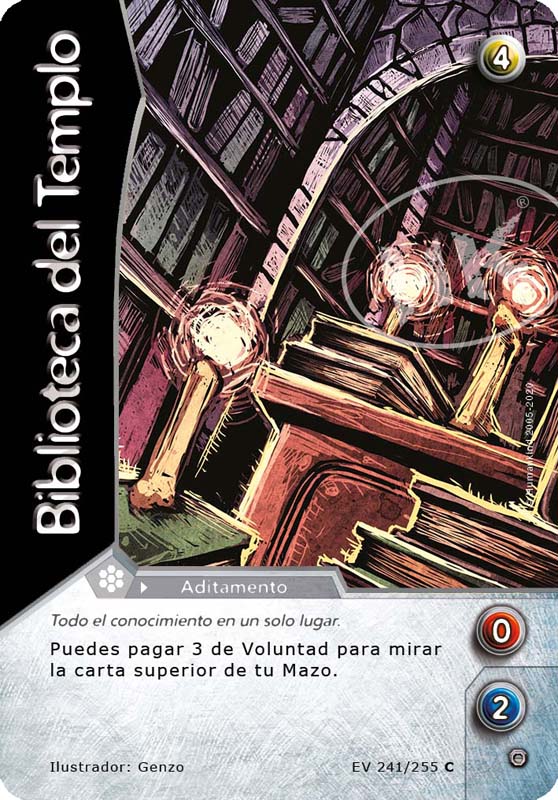 Biblioteca del Templo
4
®
Aditamento
Todo el conocimiento en un solo lugar.
Puedes pagar 3 de Voluntad para mirar
la carta superior de tu Mazo.
0
2
Ilustrador: Genzo
EV 241/255 C